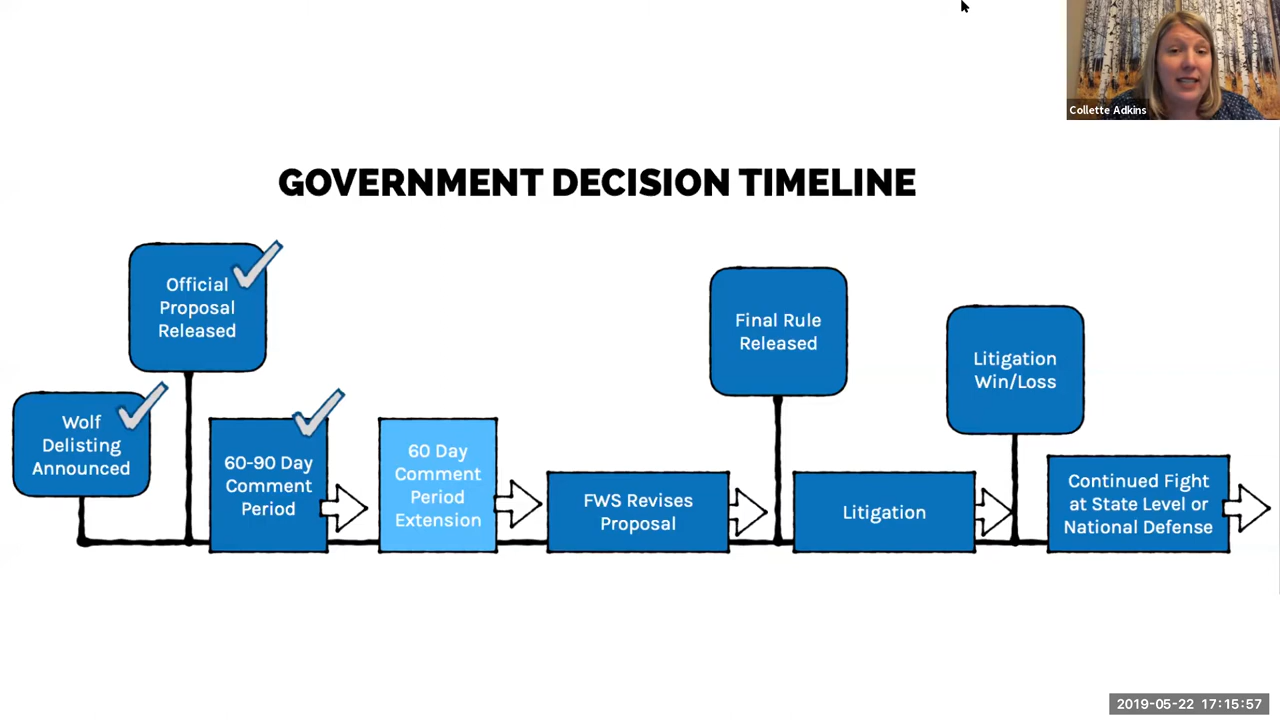 Collette Adkins
GOVERNMENT DECISION TIMELINE
Official
Proposal
Released
Wolf
Delisting
Announced
60-90 Day
Comment
Period
60 Day
Comment
Period
Extension
FWS Revises
Proposal
Final Rule
Released
Litigation
Litigation
Win/Loss
Continued Fight
at State Level or
National Defense
2019-05-22 17:15:57